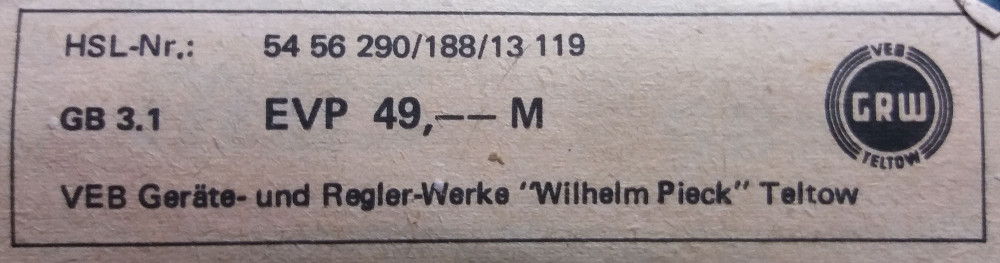 HSL-Nr.: 54 56 290/188/13 119
GB 3.1 EVP 49,–– M
VEB Geräte- und Regler-Werke "Wilhelm Pieck" Teltow
VEB
GRW
TELTOW